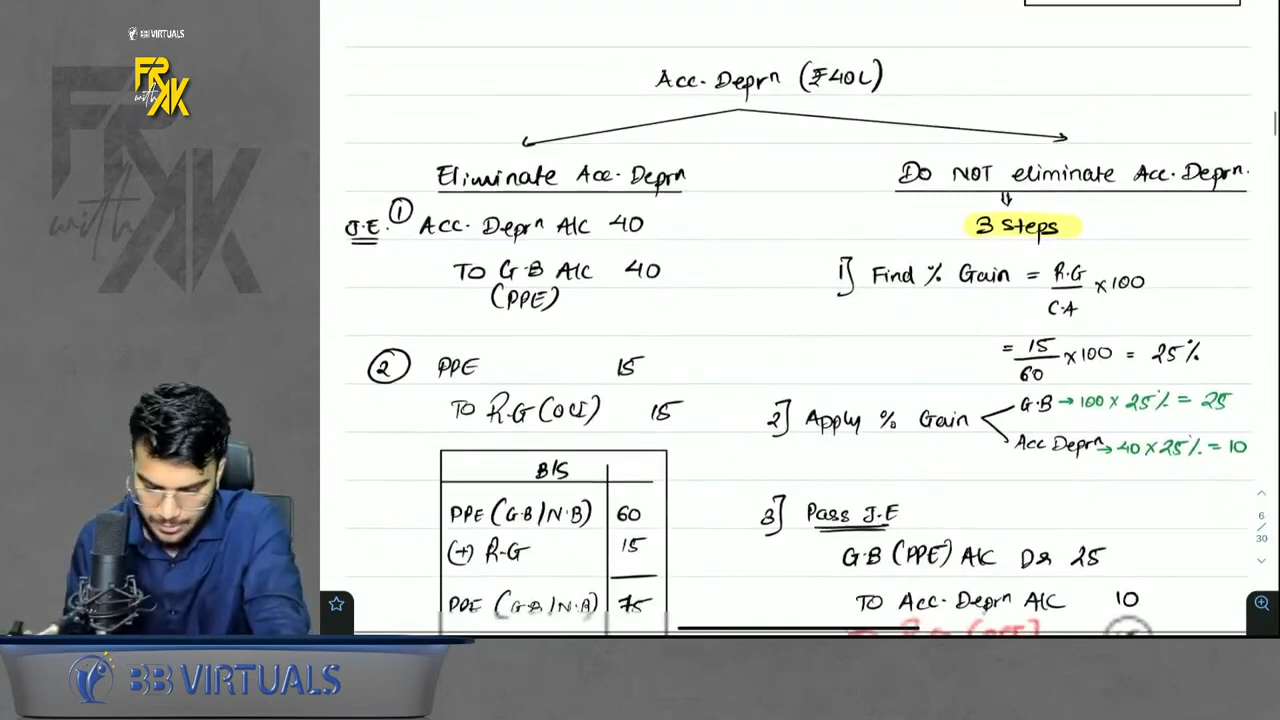 BB VIRTUALS
FR
with
KK
Acc. Deprⁿ (₹40L)
Eliminate Acc. Deprⁿ
Do NOT eliminate Acc. Deprⁿ.
3 Steps
J.E. ① Acc. Deprⁿ A/C 40
To G.B A/C 40
(PPE)
1] Find % Gain = R.G/C.A × 100
= 15/60 × 100 = 25%
② PPE 15
To R.G (OCI) 15
2] Apply % Gain
G.B → 100 × 25% = 25
Acc Deprⁿ → 40 × 25% = 10
B/S
PPE (G.B/N.B) 60
(+) R.G 15
PPE (G.B/N.B) 75
3] Pass J.E
G.B (PPE) A/C Dr 25
To Acc. Deprⁿ A/C 10
6
/
30
BB VIRTUALS